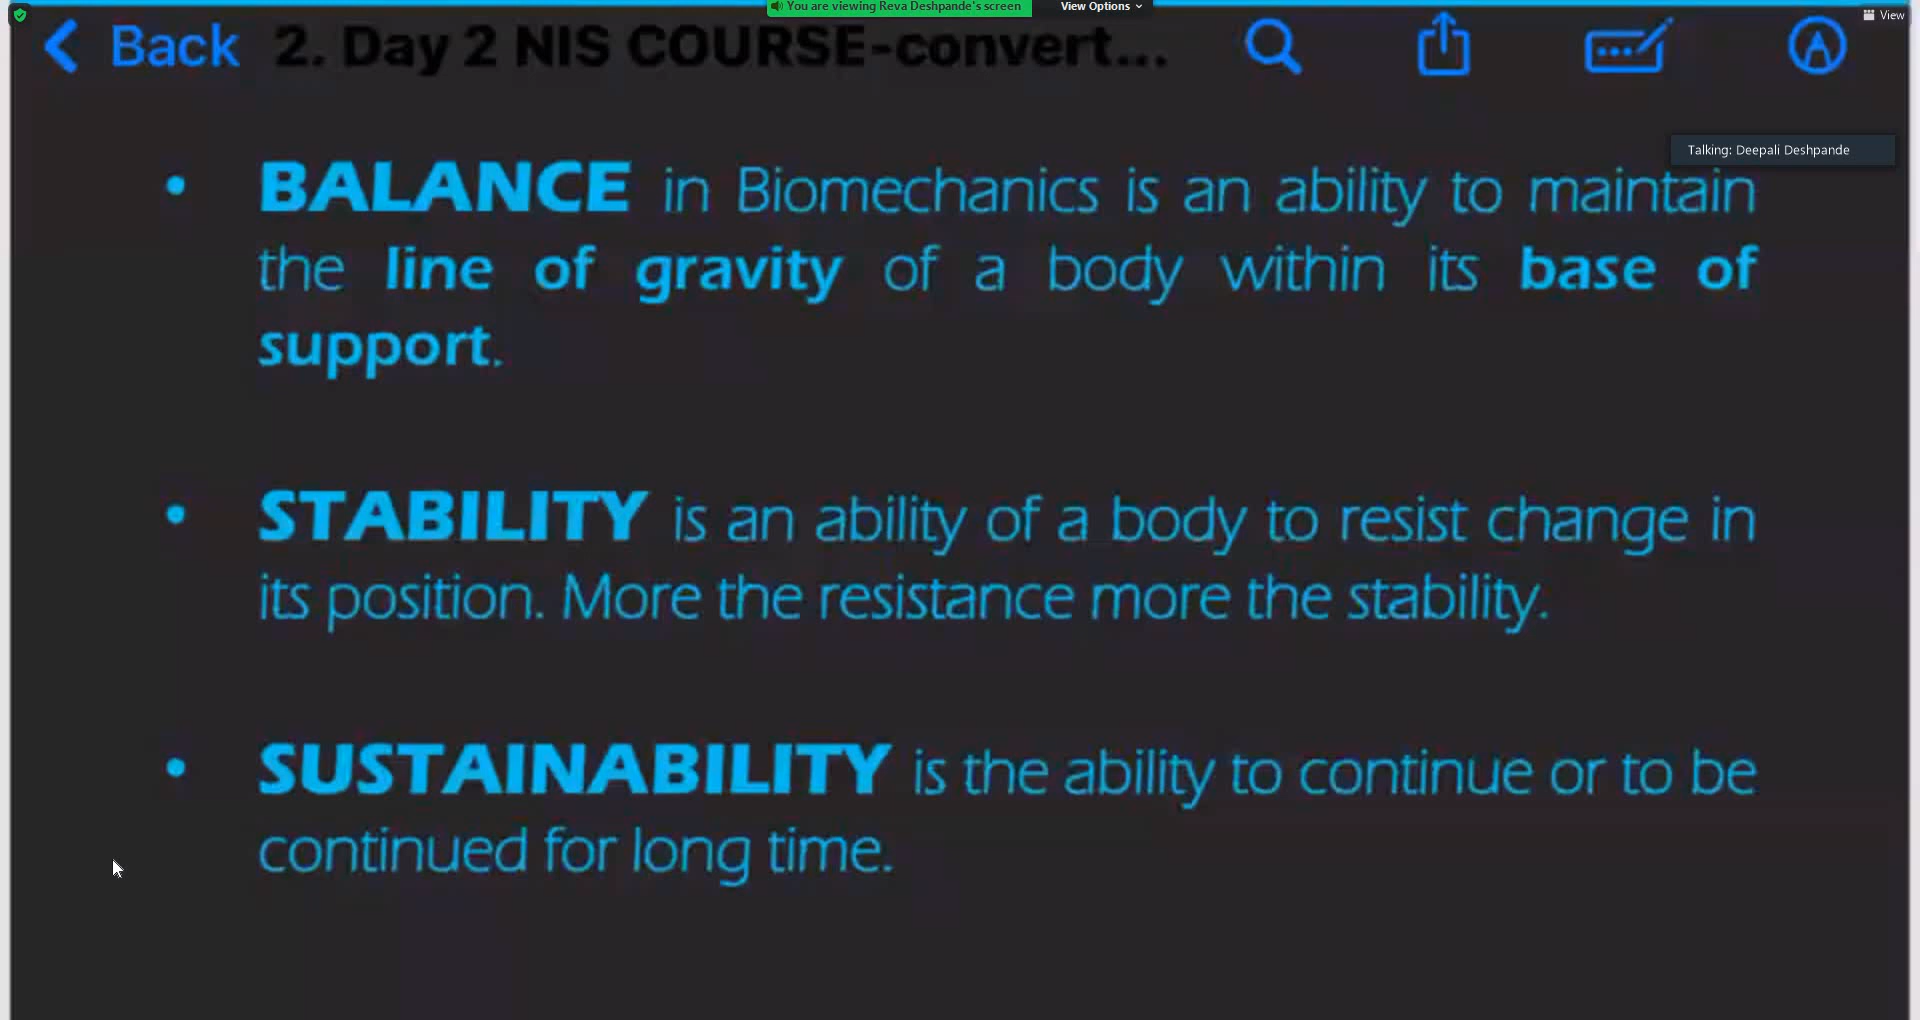 You are viewing Reva Deshpande's screen View Options
View
Back 2. Day 2 NIS COURSE-convert...
Talking: Deepali Deshpande
• BALANCE in Biomechanics is an ability to maintain
the line of gravity of a body within its base of
support.
• STABILITY is an ability of a body to resist change in
its position. More the resistance more the stability.
• SUSTAINABILITY is the ability to continue or to be
continued for long time.